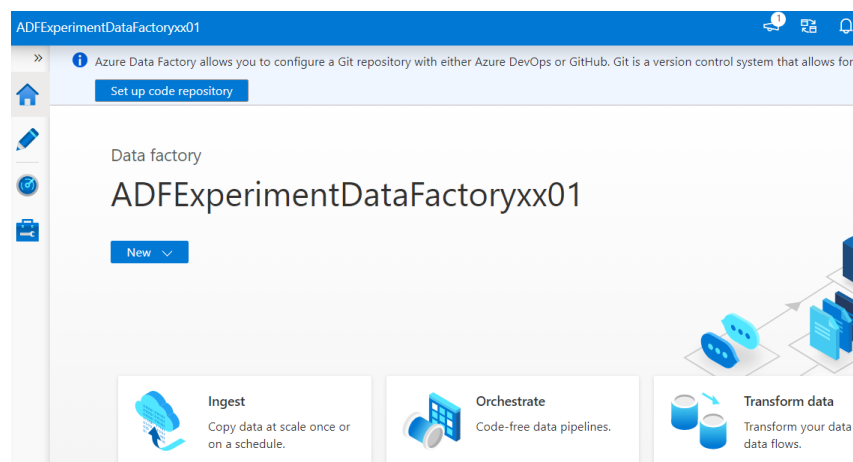 ADFExperimentDataFactoryxx01
1
»
Azure Data Factory allows you to configure a Git repository with either Azure DevOps or GitHub. Git is a version control system that allows for
Set up code repository
Data factory
ADFExperimentDataFactoryxx01
New
Ingest
Copy data at scale once or
on a schedule.
Orchestrate
Code-free data pipelines.
Transform data
Transform your data
data flows.